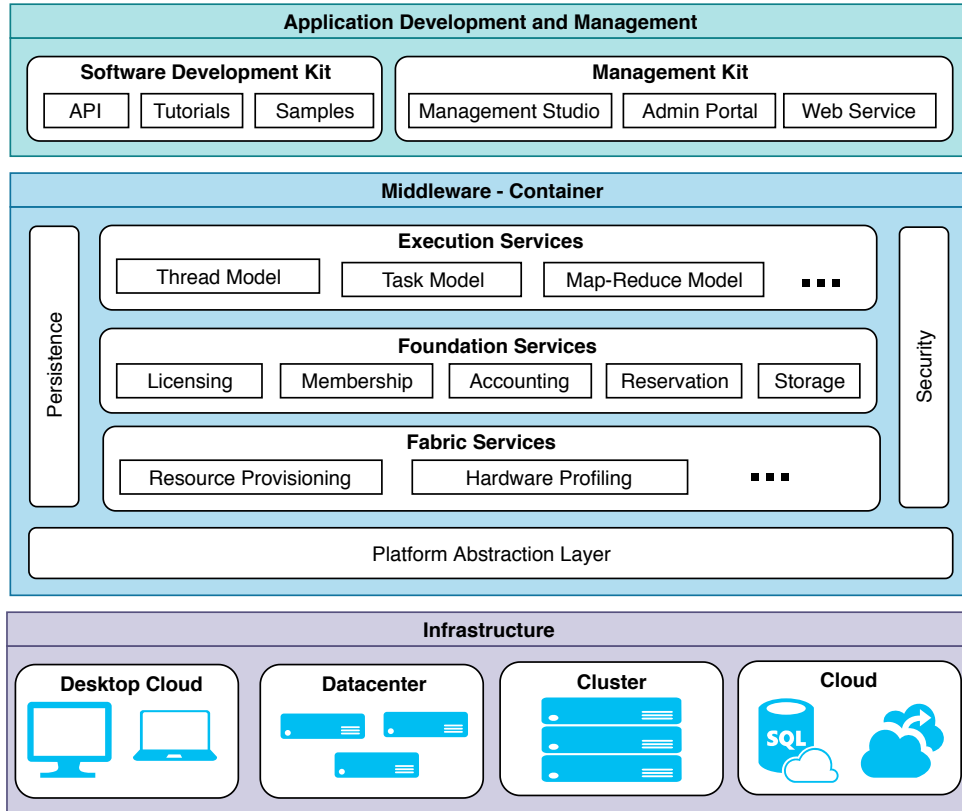 Application Development and Management
Software Development Kit
API
Tutorials
Samples
Management Kit
Management Studio
Admin Portal
Web Service
Middleware - Container
Persistence
Execution Services
Thread Model
Task Model
Map-Reduce Model
Foundation Services
Licensing
Membership
Accounting
Reservation
Storage
Fabric Services
Resource Provisioning
Hardware Profiling
Security
Platform Abstraction Layer
Infrastructure
Desktop Cloud
Datacenter
Cluster
Cloud
SQL